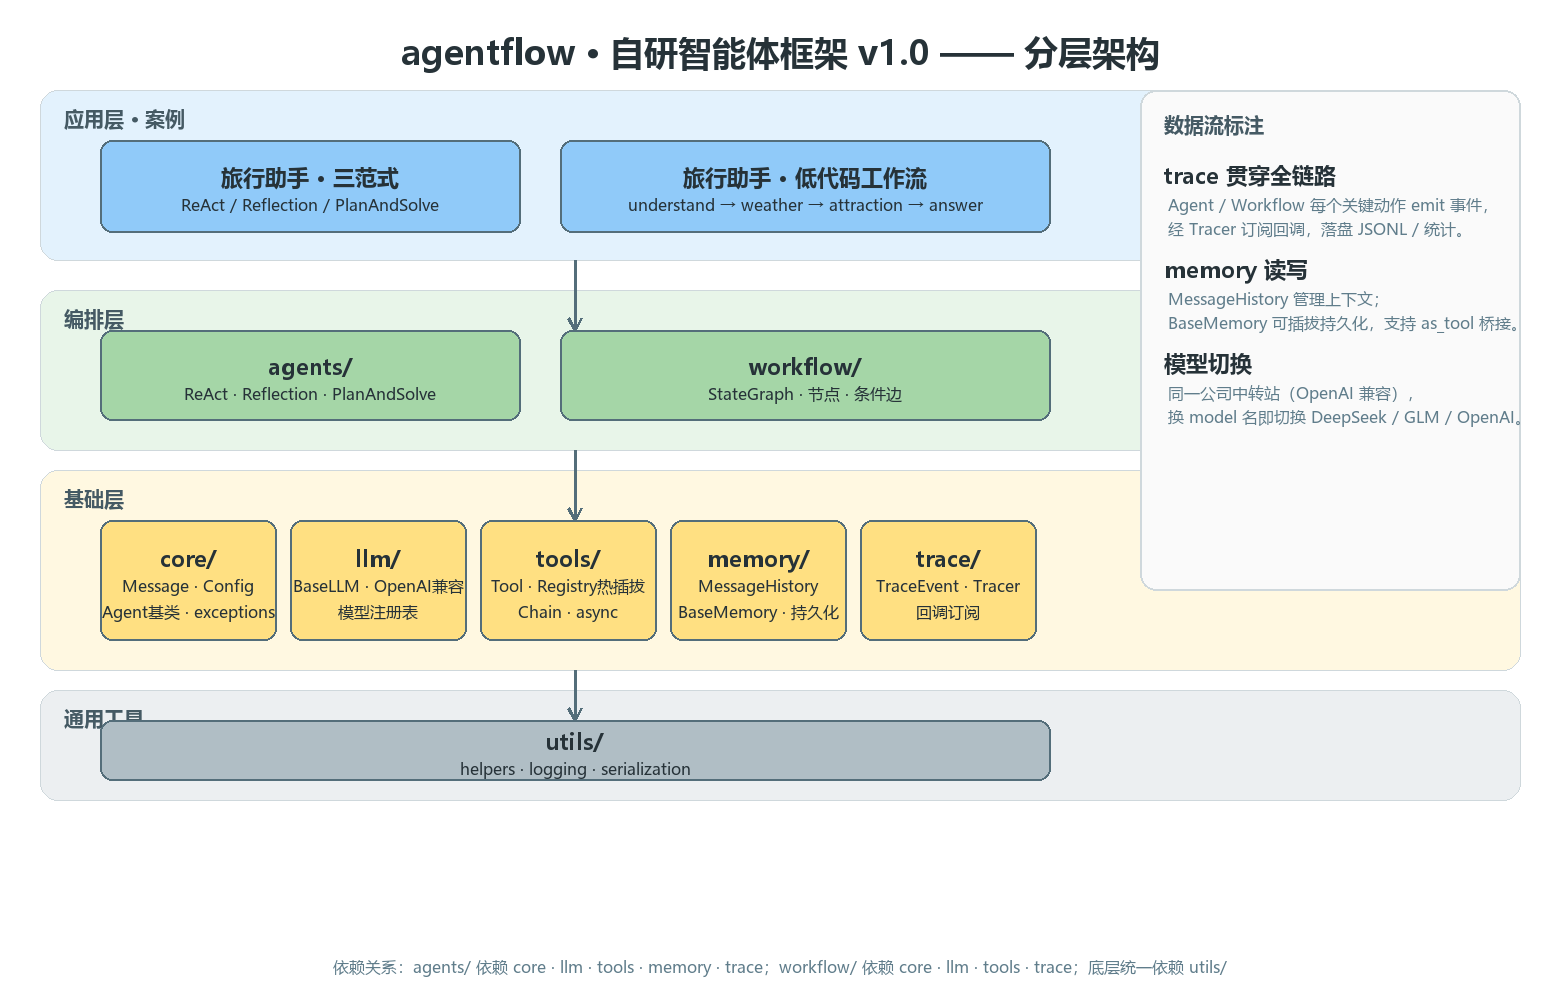 agentflow · 自研智能体框架 v1.0 —— 分层架构
应用层 · 案例
旅行助手 · 三范式
ReAct / Reflection / PlanAndSolve
旅行助手 · 低代码工作流
understand → weather → attraction → answer
编排层
agents/
ReAct · Reflection · PlanAndSolve
workflow/
StateGraph · 节点 · 条件边
基础层
core/
Message · Config
Agent基类 · exceptions
llm/
BaseLLM · OpenAI兼容
模型注册表
tools/
Tool · Registry热插拔
Chain · async
memory/
MessageHistory
BaseMemory · 持久化
trace/
TraceEvent · Tracer
回调订阅
通用工具
utils/
helpers · logging · serialization
数据流标注
trace 贯穿全链路
Agent / Workflow 每个关键动作 emit 事件，
经 Tracer 订阅回调，落盘 JSONL / 统计。
memory 读写
MessageHistory 管理上下文；
BaseMemory 可插拔持久化，支持 as_tool 桥接。
模型切换
同一公司中转站（OpenAI 兼容），
换 model 名即切换 DeepSeek / GLM / OpenAI。
依赖关系：agents/ 依赖 core · llm · tools · memory · trace；workflow/ 依赖 core · llm · tools · trace；底层统一依赖 utils/